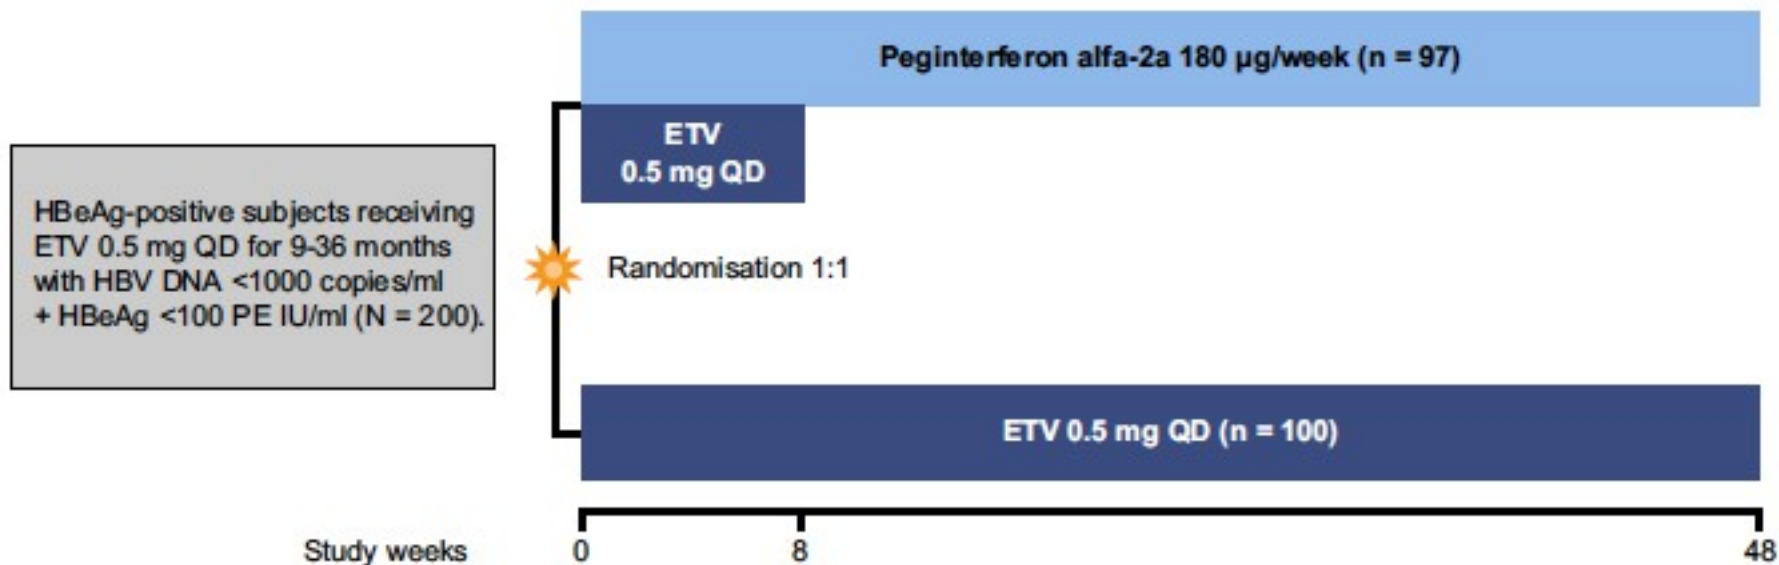 Peginterferon alfa-2a 180 µg/week (n = 97)
ETV
0.5 mg QD
HBeAg-positive subjects receiving
ETV 0.5 mg QD for 9-36 months
with HBV DNA <1000 copies/ml
+ HBeAg <100 PE IU/ml (N = 200).
Randomisation 1:1
ETV 0.5 mg QD (n = 100)
Study weeks 0 8 48